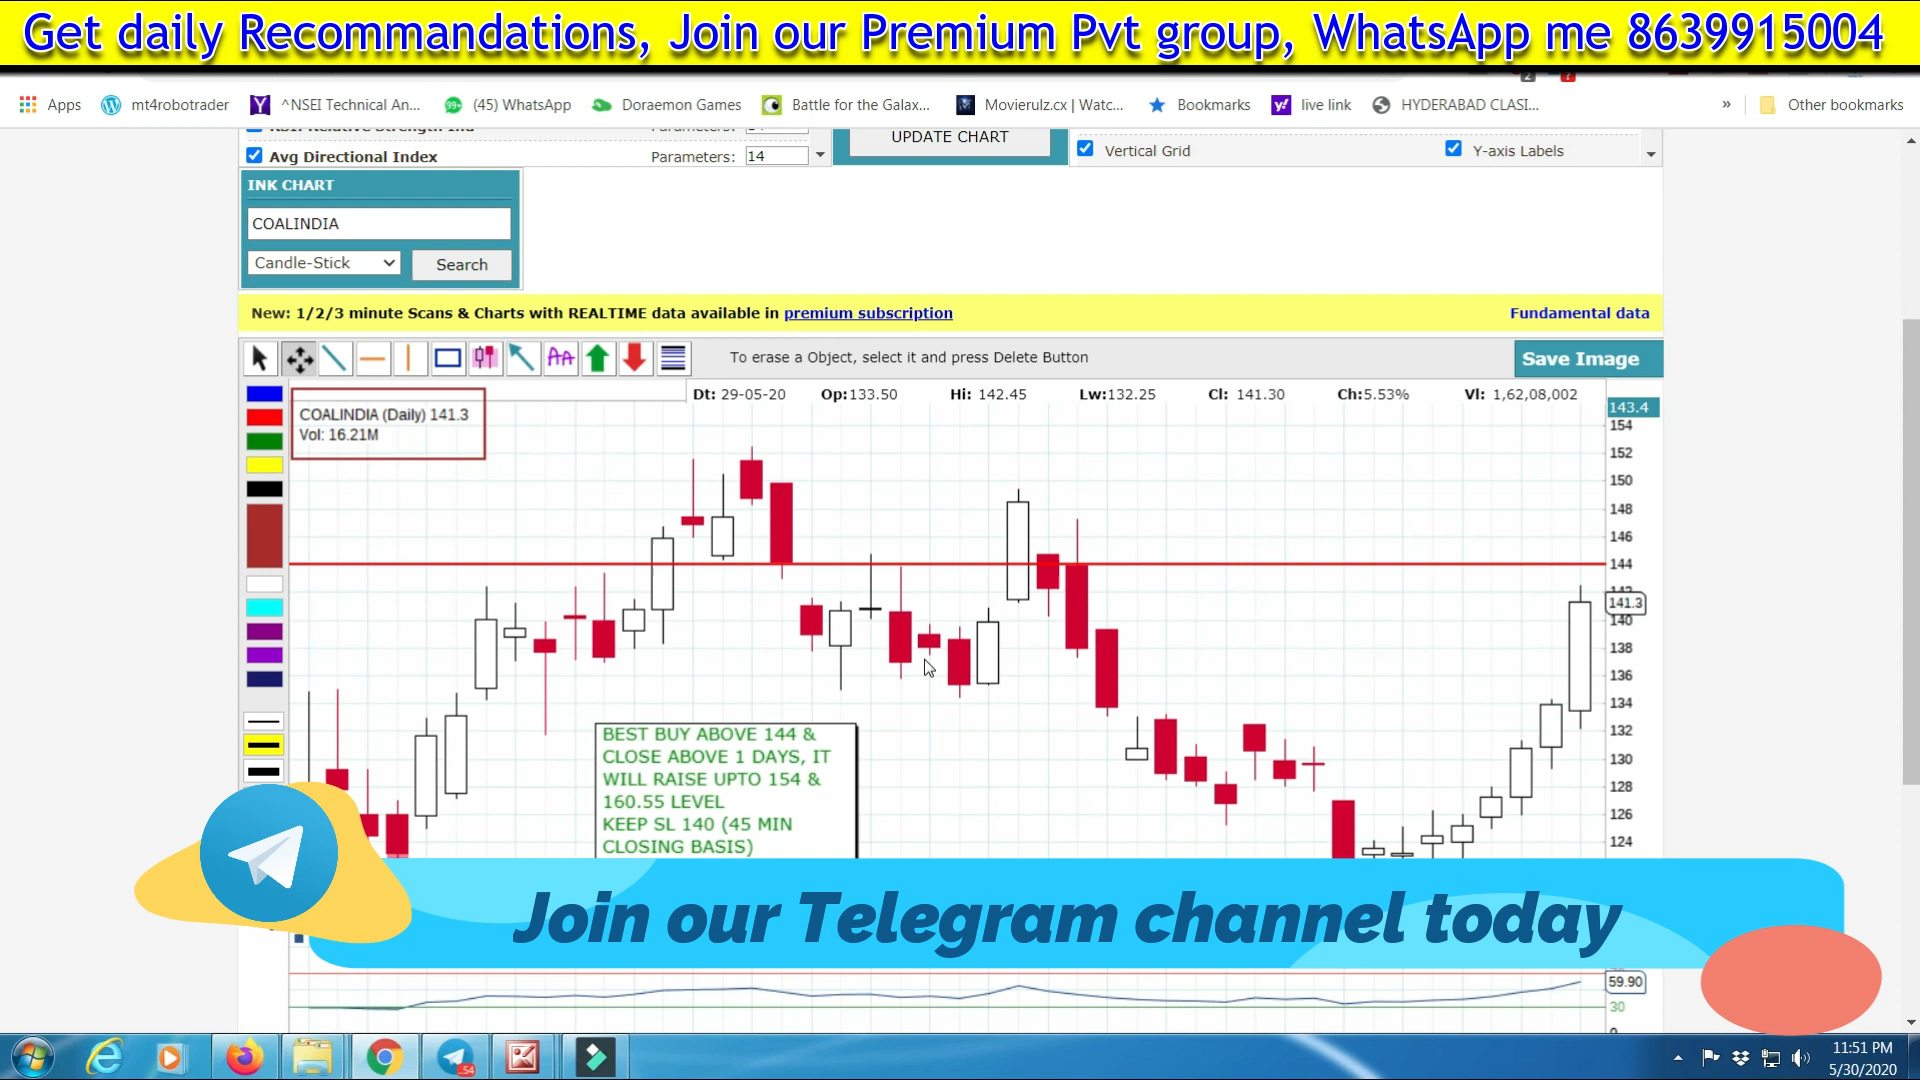 Get daily Recommandations, Join our Premium Pvt group, WhatsApp me 8639915004
Apps mt4robotrader ^NSEI Technical An... (45) WhatsApp Doraemon Games Battle for the Galax... Movierulz.cx | Watc... Bookmarks live link HYDERABAD CLASI... » Other bookmarks
Avg Directional Index Parameters: 14 UPDATE CHART Vertical Grid Y-axis Labels
INK CHART
COALINDIA
Candle-Stick Search
New: 1/2/3 minute Scans & Charts with REALTIME data available in premium subscription Fundamental data
AA To erase a Object, select it and press Delete Button Save Image
Dt: 29-05-20 Op:133.50 Hi: 142.45 Lw:132.25 Cl: 141.30 Ch:5.53% Vl: 1,62,08,002
COALINDIA (Daily) 141.3
Vol: 16.21M
143.4
154
152
150
148
146
144
141.3
140
138
136
134
132
130
128
126
124
BEST BUY ABOVE 144 &
CLOSE ABOVE 1 DAYS, IT
WILL RAISE UPTO 154 &
160.55 LEVEL
KEEP SL 140 (45 MIN
CLOSING BASIS)
Join our Telegram channel today
59.90
30
54
11:51 PM
5/30/2020